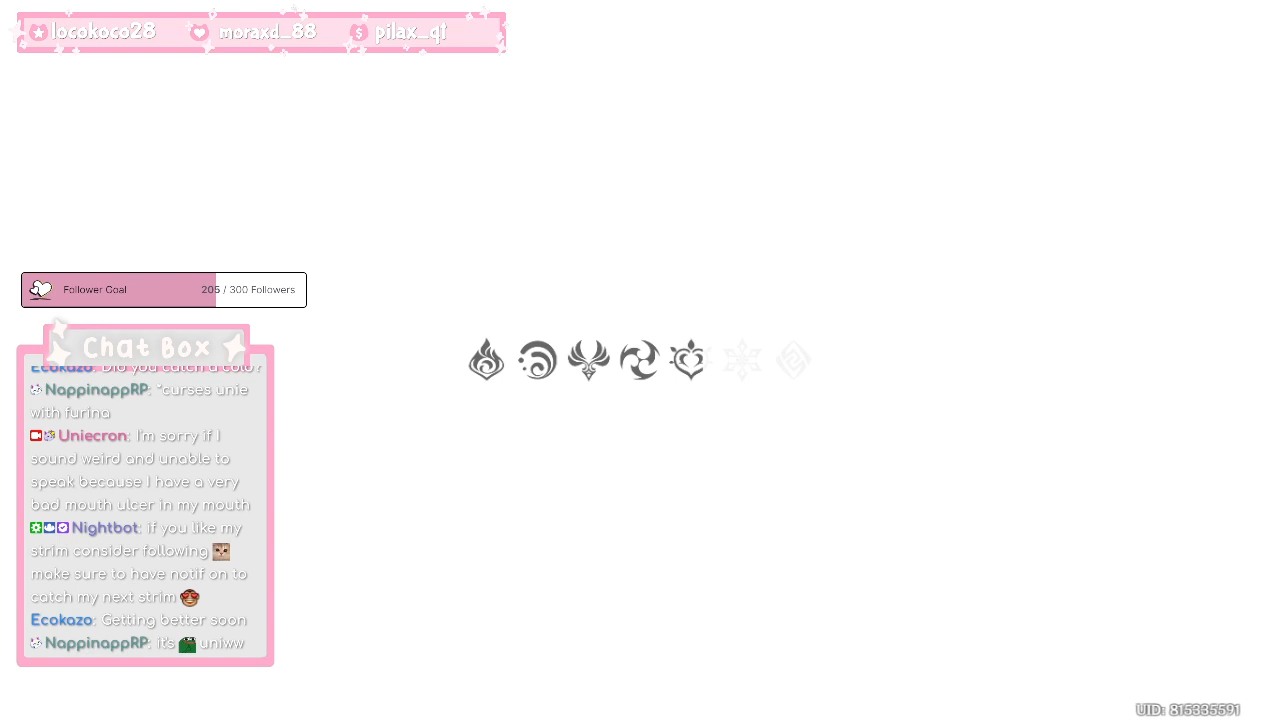 locokoco28 moraxd_88 pilax_qt
Follower Goal 205 / 300 Followers
Chat Box
Ecokazo: Did you catch a cold?
NappinappRP: *curses unie
with furina
Uniecron: I'm sorry if I
sound weird and unable to
speak because I have a very
bad mouth ulcer in my mouth
Nightbot: if you like my
strim consider following
make sure to have notif on to
catch my next strim
Ecokazo: Getting better soon
NappinappRP: it's uniww
UID: 815335591